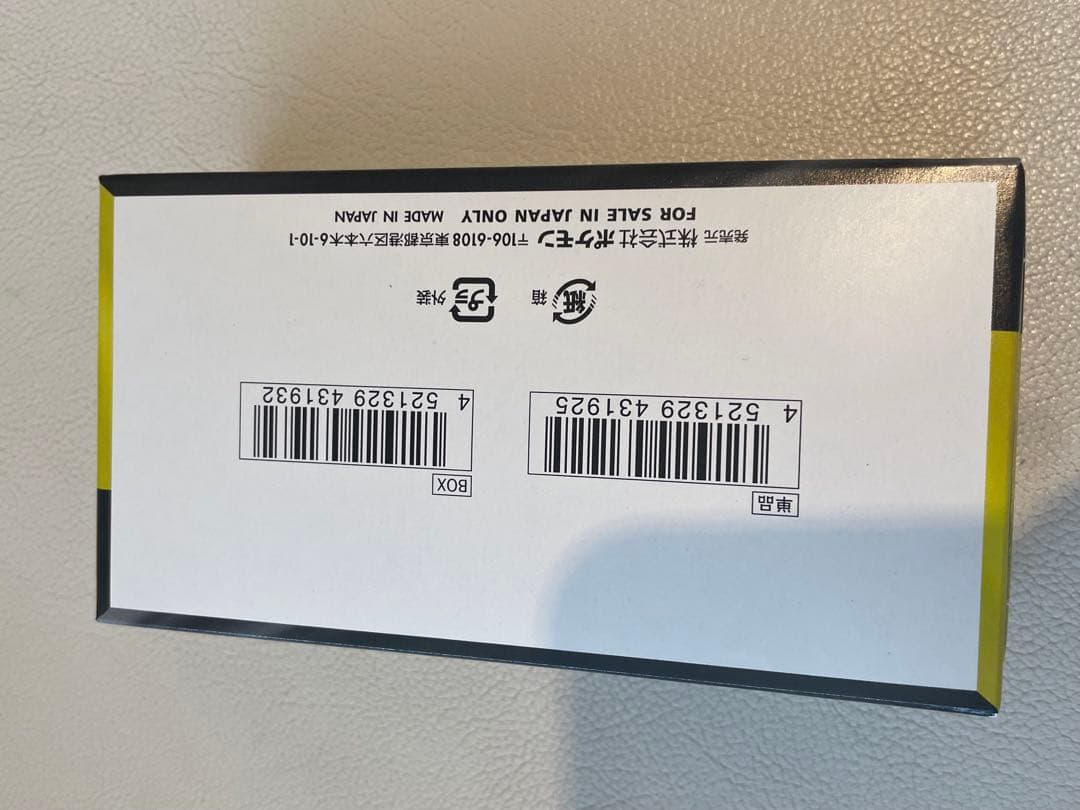 単品
4 521329 431925
BOX
4 521329 431932
紙 箱
プラ 外装
発売元 株式会社ポケモン 〒106-6108 東京都港区六本木6-10-1
FOR SALE IN JAPAN ONLY MADE IN JAPAN